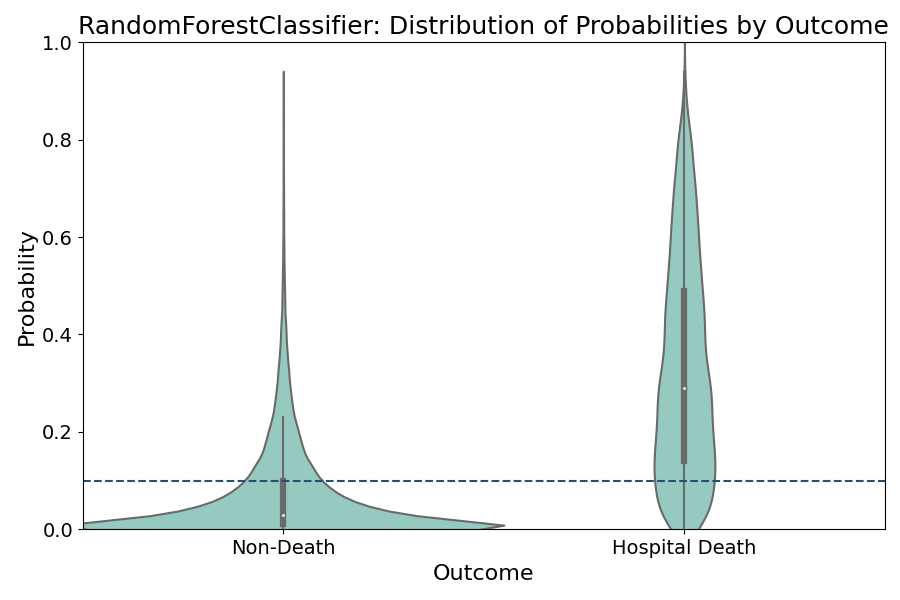 RandomForestClassifier: Distribution of Probabilities by Outcome
1.0
0.8
0.6
0.4
0.2
0.0
Probability
Non-Death
Hospital Death
Outcome